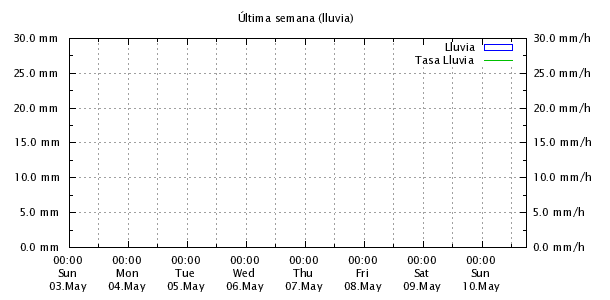 Última semana (lluvia)
30.0 mm 30.0 mm/h
Lluvia
Tasa Lluvia
25.0 mm 25.0 mm/h
20.0 mm 20.0 mm/h
15.0 mm 15.0 mm/h
10.0 mm 10.0 mm/h
5.0 mm 5.0 mm/h
0.0 mm 0.0 mm/h
00:00 00:00 00:00 00:00 00:00 00:00 00:00 00:00
Sun Mon Tue Wed Thu Fri Sat Sun
03.May 04.May 05.May 06.May 07.May 08.May 09.May 10.May